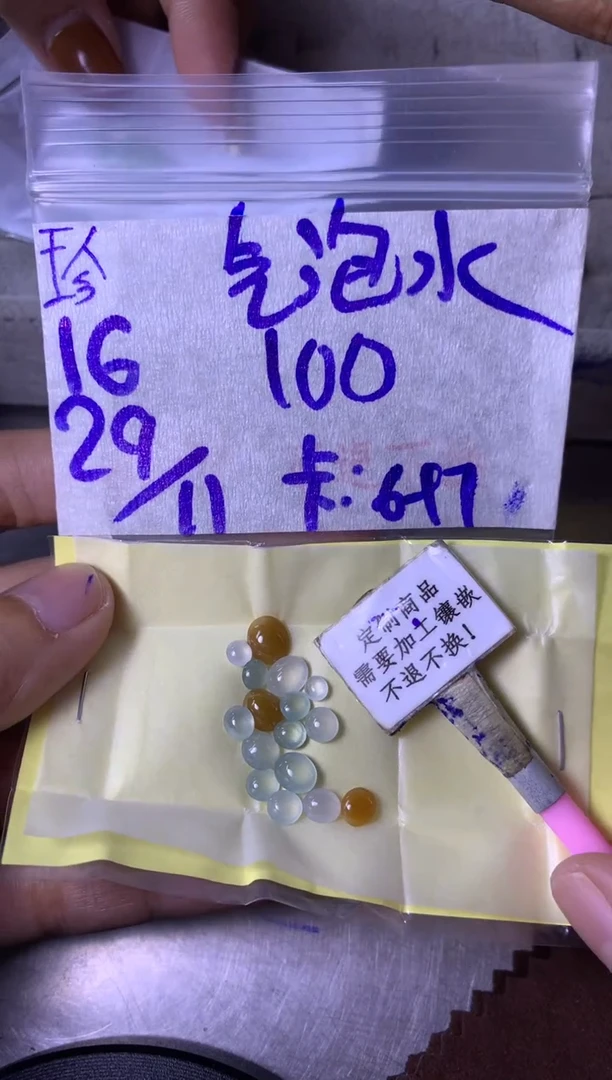 珍
气泡水
16
100
29/11
卡:697
定制商品
需要加工镶嵌
不退不换!